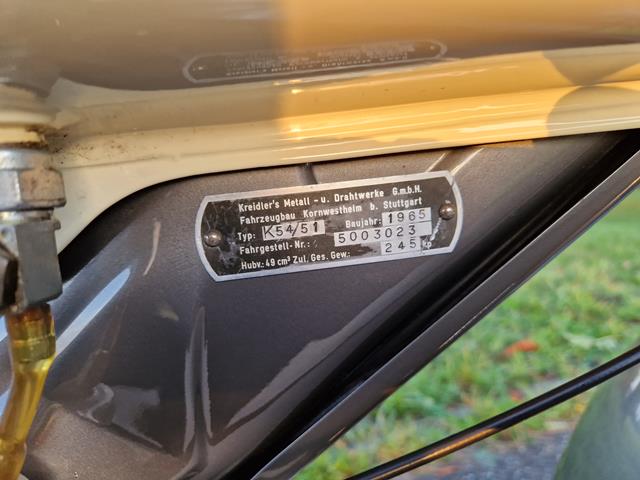 Kreidler's Metall - u. Drahtwerke G.m.b.H.
Fahrzeugbau Kornwestheim b. Stuttgart
Typ: K54/51 Baujahr: 1965
Fahrgestell-Nr.: 5003023
Hubv.: 49 cm³ Zul. Ges. Gew.: 245 kp